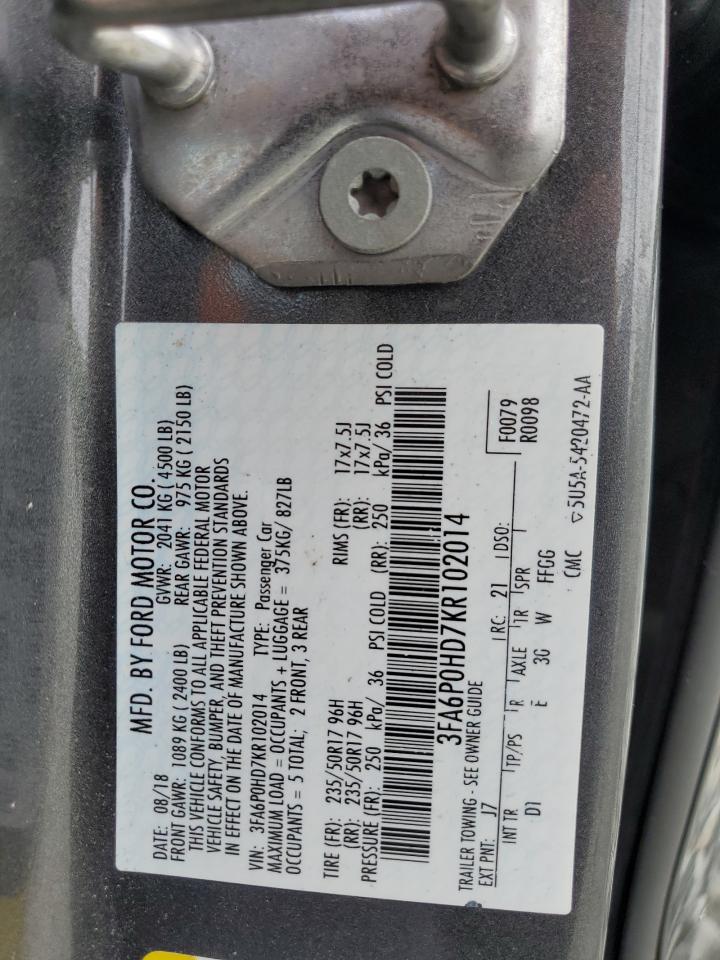 MFD. BY FORD MOTOR CO.
DATE: 08/18 GVWR: 2041 KG ( 4500 LB)
FRONT GAWR: 1089 KG ( 2400 LB) REAR GAWR: 975 KG ( 2150 LB)
THIS VEHICLE CONFORMS TO ALL APPLICABLE FEDERAL MOTOR
VEHICLE SAFETY, BUMPER, AND THEFT PREVENTION STANDARDS
IN EFFECT ON THE DATE OF MANUFACTURE SHOWN ABOVE.
VIN: 3FA6P0HD7KR102014 TYPE: Passenger Car
MAXIMUM LOAD = OCCUPANTS + LUGGAGE = 375KG/ 827LB
OCCUPANTS = 5 TOTAL; 2 FRONT, 3 REAR
TIRE (FR): 235/50R17 96H RIMS (FR): 17x7.5J
(RR): 235/50R17 96H (RR): 17x7.5J
PRESSURE (FR): 250 kPa/ 36 PSI COLD (RR): 250 kPa/ 36 PSI COLD
3FA6P0HD7KR102014
TRAILER TOWING - SEE OWNER GUIDE
F0079
R0098
EXT PNT: J7 RC: 21 DSO:
INT TR TP/PS R AXLE TR SPR
D1 E 3G W FFGG
CMC ▽5U5A-5420472-AA